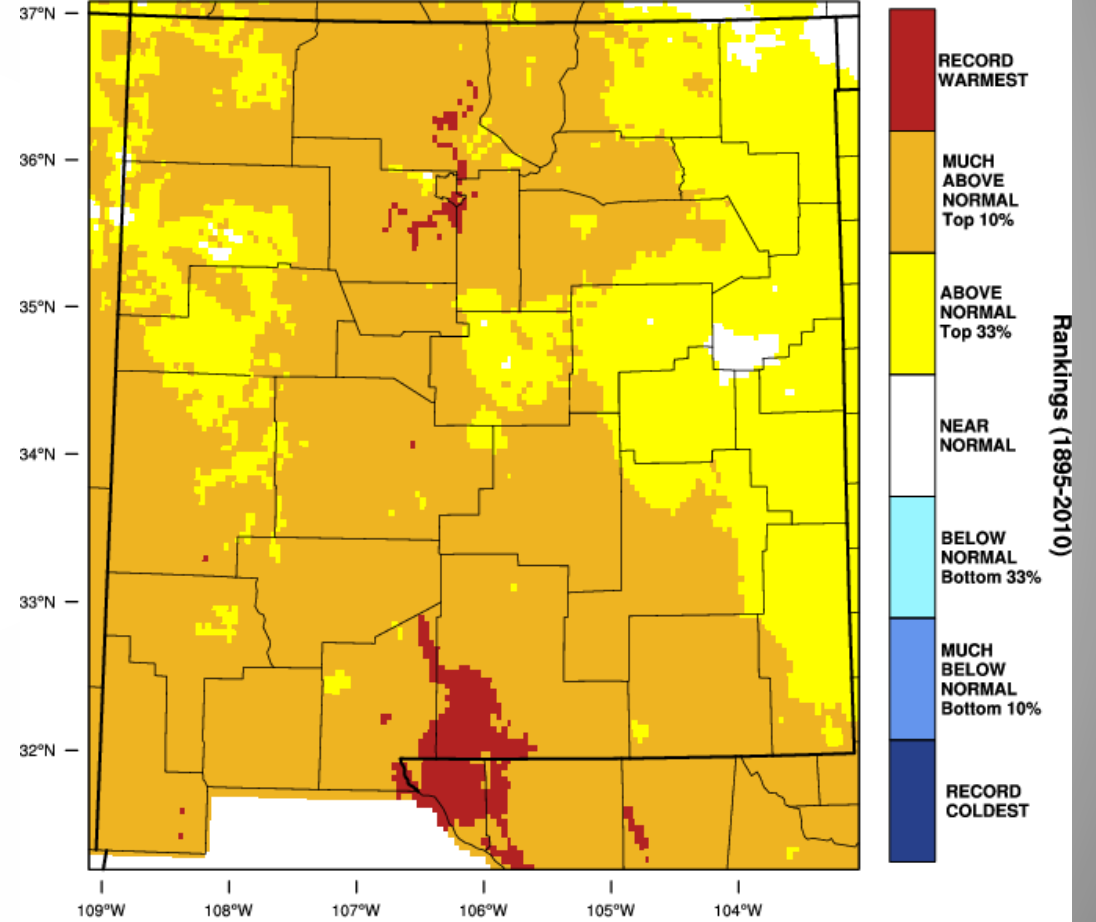 37°N
36°N
35°N
34°N
33°N
32°N
109°W
108°W
107°W
106°W
105°W
104°W
RECORD
WARMEST
MUCH
ABOVE
NORMAL
Top 10%
ABOVE
NORMAL
Top 33%
NEAR
NORMAL
BELOW
NORMAL
Bottom 33%
MUCH
BELOW
NORMAL
Bottom 10%
RECORD
COLDEST
Rankings (1895-2010)